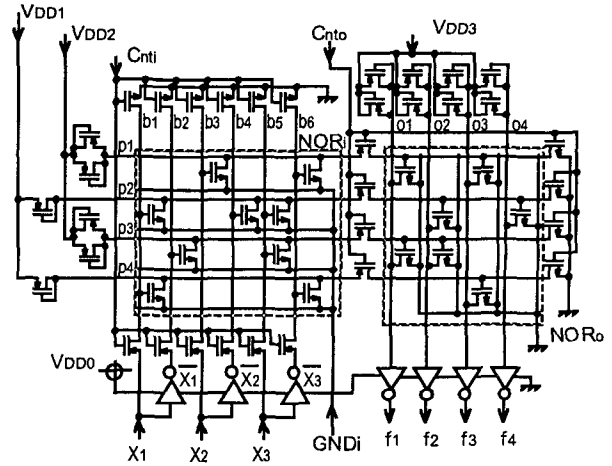 VDD1
VDD2
Cnti
Cnto
VDD3
b1 b2 b3 b4 b5 b6
o1 o2 o3 o4
NORi
p1
p2
p3
p4
NORo
VDD0
X1 X2 X3
X1 X2 X3
GNDi
f1 f2 f3 f4